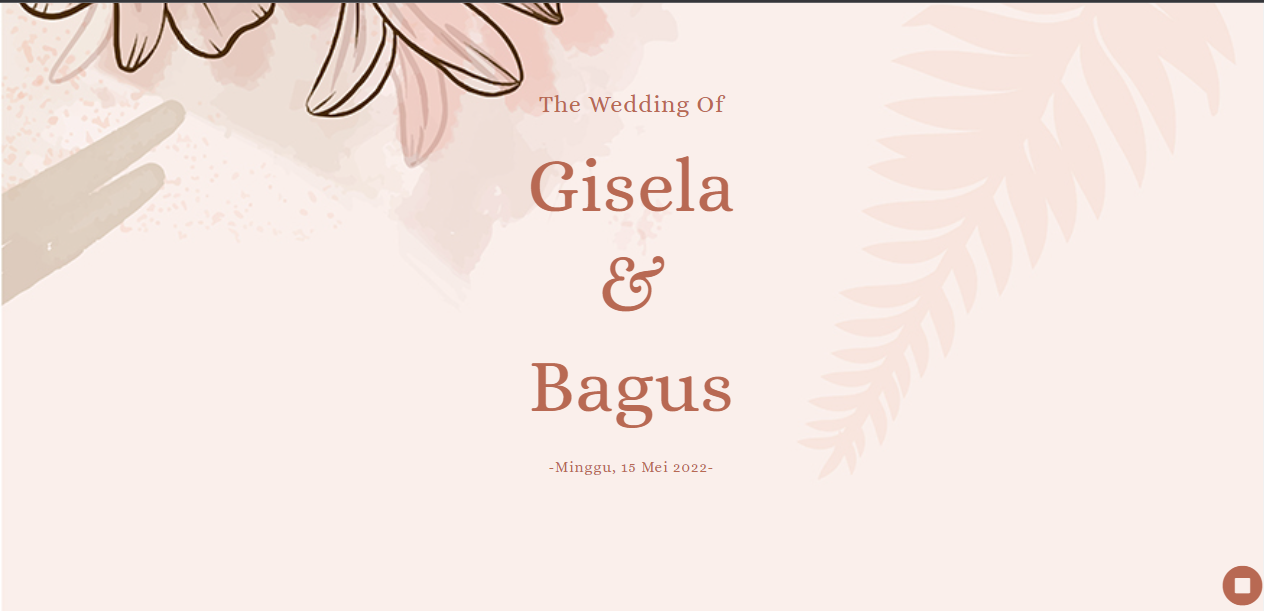 The Wedding Of
Gisela
&
Bagus
-Minggu, 15 Mei 2022-